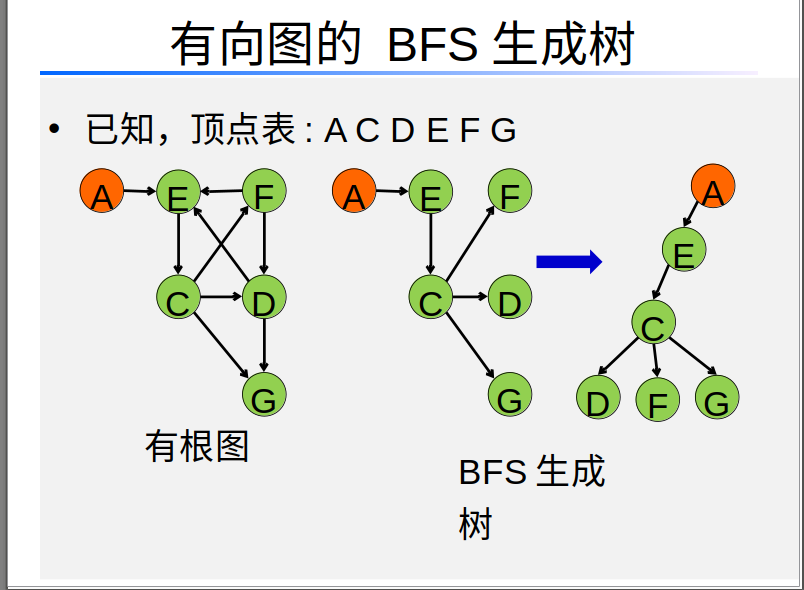 有向图的 BFS 生成树
• 已知，顶点表 : A C D E F G
A E F A E F A
E
C D C D C
D F G
G G
有根图
BFS 生成
树